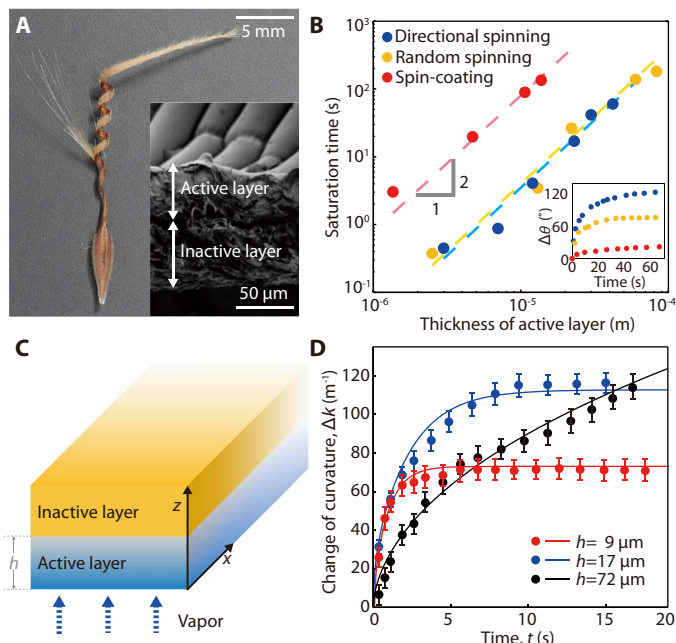 A
5 mm
Active layer
Inactive layer
50 µm
B
Directional spinning
Random spinning
Spin-coating
Saturation time (s)
10³
10²
10¹
10⁰
10⁻¹
2
1
Δθ (°)
120
60
0
0 20 40 60
Time (s)
10⁻⁶ 10⁻⁵ 10⁻⁴
Thickness of active layer (m)
C
Inactive layer
Active layer
h
z
x
Vapor
D
Change of curvature, Δk (m⁻¹)
120
100
80
60
40
20
0
h= 9 µm
h=17 µm
h=72 µm
0 5 10 15 20
Time, t (s)